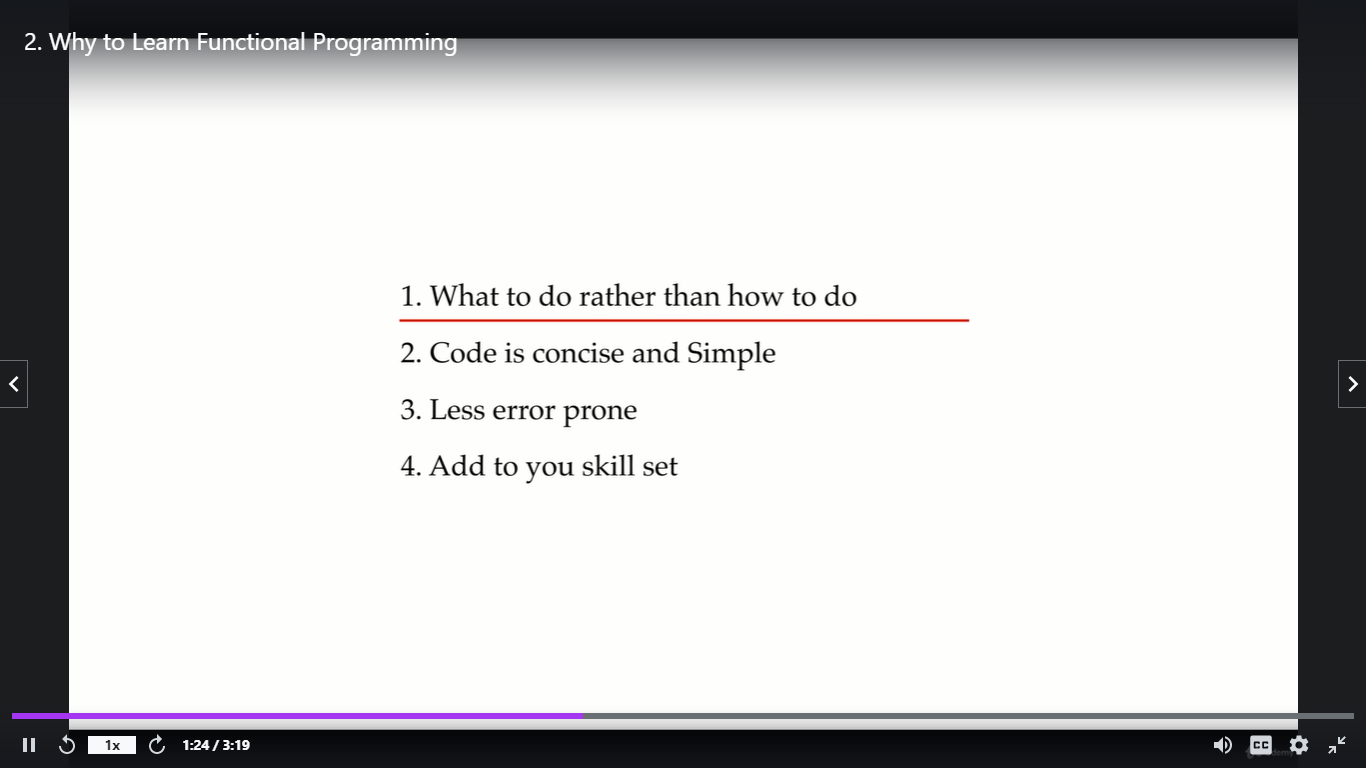 2. Why to Learn Functional Programming
1. What to do rather than how to do
2. Code is concise and Simple
3. Less error prone
4. Add to you skill set
1x
1:24 / 3:19
CC